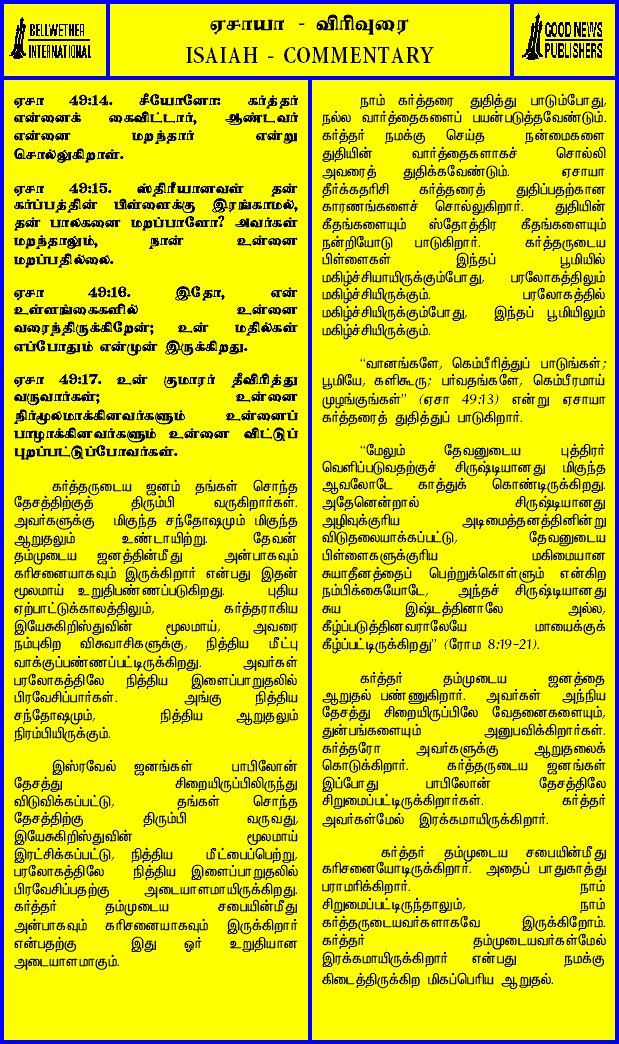 BELLWETHER
INTERNATIONAL
ஏசாயா - விரிவுரை
ISAIAH - COMMENTARY
GOOD NEWS
PUBLISHERS
ஏசா 49:14. சீயோனோ: கர்த்தர்
என்னைக் கைவிட்டார், ஆண்டவர்
என்னை மறந்தார் என்று
சொல்லுகிறாள்.
ஏசா 49:15. ஸ்திரீயானவள் தன்
கர்ப்பத்தின் பிள்ளைக்கு இரங்காமல்,
தன் பாலகனை மறப்பாளோ? அவர்கள்
மறந்தாலும், நான் உன்னை
மறப்பதில்லை.
ஏசா 49:16. இதோ, என்
உள்ளங்கைகளில் உன்னை
வரைந்திருக்கிறேன்; உன் மதில்கள்
எப்போதும் என்முன் இருக்கிறது.
ஏசா 49:17. உன் குமாரர் தீவிரித்து
வருவார்கள்; உன்னை
நிர்மூலமாக்கினவர்களும் உன்னைப்
பாழாக்கினவர்களும் உன்னை விட்டுப்
புறப்பட்டுப்போவார்கள்.
கர்த்தருடைய ஜனம் தங்கள் சொந்த
தேசத்திற்குத் திரும்பி வருகிறார்கள்.
அவர்களுக்கு மிகுந்த சந்தோஷமும் மிகுந்த
ஆறுதலும் உண்டாயிற்று. தேவன்
தம்முடைய ஜனத்தின்மீது அன்பாகவும்
கரிசனையாகவும் இருக்கிறார் என்பது இதன்
மூலமாய் உறுதிபண்ணப்படுகிறது. புதிய
ஏற்பாட்டுக்காலத்திலும், கர்த்தராகிய
இயேசுகிறிஸ்துவின் மூலமாய், அவரை
நம்புகிற விசுவாசிகளுக்கு, நித்திய மீட்பு
வாக்குப்பண்ணப்பட்டிருக்கிறது. அவர்கள்
பரலோகத்திலே நித்திய இளைப்பாறுதலில்
பிரவேசிப்பார்கள். அங்கு நித்திய
சந்தோஷமும், நித்திய ஆறுதலும்
நிரம்பியிருக்கும்.
இஸ்ரவேல் ஜனங்கள் பாபிலோன்
தேசத்து சிறையிருப்பிலிருந்து
விடுவிக்கப்பட்டு, தங்கள் சொந்த
தேசத்திற்கு திரும்பி வருவது,
இயேசுகிறிஸ்துவின் மூலமாய்
இரட்சிக்கப்பட்டு, நித்திய மீட்பைப்பெற்று,
பரலோகத்திலே நித்திய இளைப்பாறுதலில்
பிரவேசிப்பதற்கு அடையாளமாயிருக்கிறது.
கர்த்தர் தம்முடைய சபையின்மீது
அன்பாகவும் கரிசனையாகவும் இருக்கிறார்
என்பதற்கு இது ஓர் உறுதியான
அடையாளமாகும்.
நாம் கர்த்தரை துதித்து பாடும்போது,
நல்ல வார்த்தைகளைப் பயன்படுத்தவேண்டும்.
கர்த்தர் நமக்கு செய்த நன்மைகளை
துதியின் வார்த்தைகளாகச் சொல்லி
அவரைத் துதிக்கவேண்டும். ஏசாயா
தீர்க்கதரிசி கர்த்தரைத் துதிப்பதற்கான
காரணங்களைச் சொல்லுகிறார். துதியின்
கீதங்களையும் ஸ்தோத்திர கீதங்களையும்
நன்றியோடு பாடுகிறார். கர்த்தருடைய
பிள்ளைகள் இந்தப் பூமியில்
மகிழ்ச்சியாயிருக்கும்போது, பரலோகத்திலும்
மகிழ்ச்சியிருக்கும். பரலோகத்தில்
மகிழ்ச்சியிருக்கும்போது, இந்தப் பூமியிலும்
மகிழ்ச்சியிருக்கும்.
“வானங்களே, கெம்பீரித்துப் பாடுங்கள்;
பூமியே, களிகூரு; பர்வதங்களே, கெம்பீரமாய்
முழங்குங்கள்” (ஏசா 49:13) என்று ஏசாயா
கர்த்தரைத் துதித்துப் பாடுகிறார்.
“மேலும் தேவனுடைய புத்திரர்
வெளிப்படுவதற்குச் சிருஷ்டியானது மிகுந்த
ஆவலோடே காத்துக் கொண்டிருக்கிறது.
அதேனென்றால் சிருஷ்டியானது
அழிவுக்குரிய அடிமைத்தனத்தினின்று
விடுதலையாக்கப்பட்டு, தேவனுடைய
பிள்ளைகளுக்குரிய மகிமையான
சுயாதீனத்தைப் பெற்றுக்கொள்ளும் என்கிற
நம்பிக்கையோடே, அந்தச் சிருஷ்டியானது
சுய இஷ்டத்தினாலே அல்ல,
கீழ்ப்படுத்தினவராலேயே மாயைக்குக்
கீழ்ப்பட்டிருக்கிறது” (ரோம 8:19-21).
கர்த்தர் தம்முடைய ஜனத்தை
ஆறுதல் பண்ணுகிறார். அவர்கள் அந்நிய
தேசத்து சிறையிருப்பிலே வேதனைகளையும்,
துன்பங்களையும் அனுபவிக்கிறார்கள்.
கர்த்தரோ அவர்களுக்கு ஆறுதலைக்
கொடுக்கிறார். கர்த்தருடைய ஜனங்கள்
இப்போது பாபிலோன் தேசத்திலே
சிறுமைப்பட்டிருக்கிறார்கள். கர்த்தர்
அவர்கள்மேல் இரக்கமாயிருக்கிறார்.
கர்த்தர் தம்முடைய சபையின்மீது
கரிசனையோடிருக்கிறார். அதைப் பாதுகாத்து
பராமரிக்கிறார். நாம்
சிறுமைப்பட்டிருந்தாலும், நாம்
கர்த்தருடையவர்களாகவே இருக்கிறோம்.
கர்த்தர் தம்முடையவர்கள்மேல்
இரக்கமாயிருக்கிறார் என்பது நமக்கு
கிடைத்திருக்கிற மிகப்பெரிய ஆறுதல்.